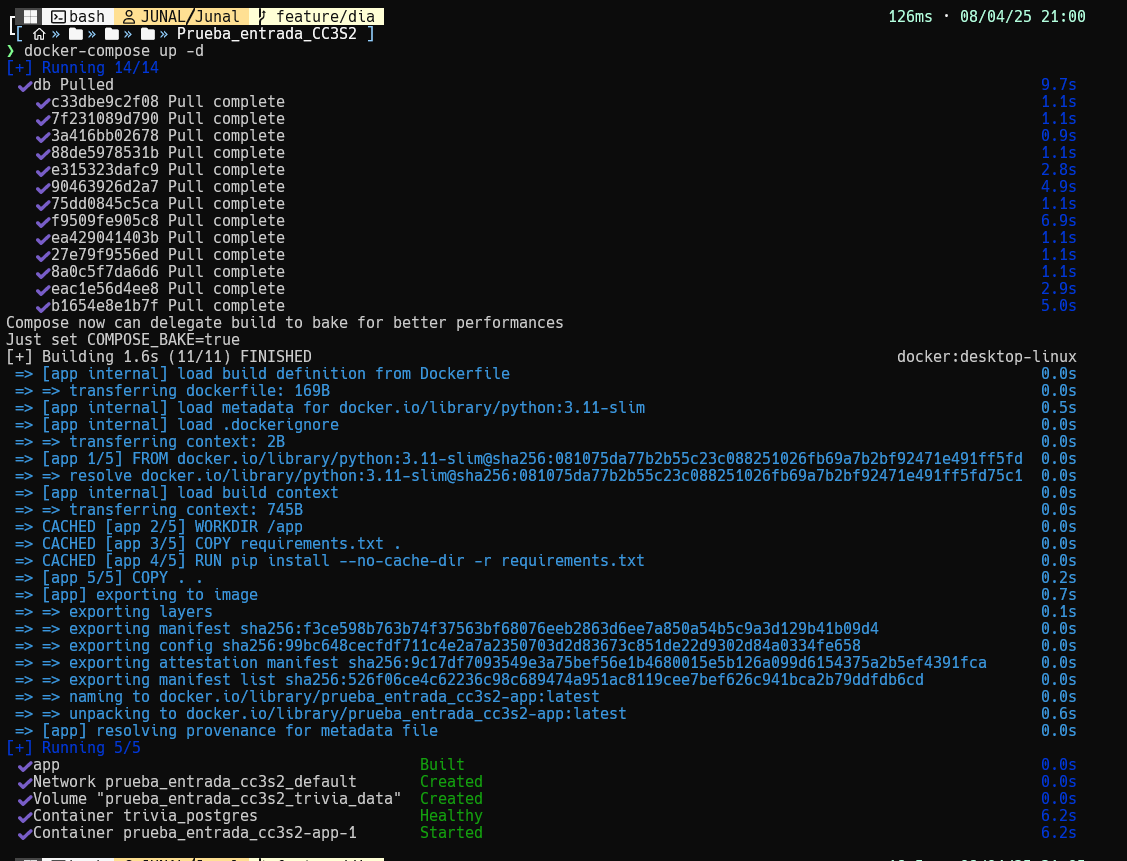 bash JUNAL/Junal feature/dia 126ms · 08/04/25 21:00
[ » » » » Prueba_entrada_CC3S2 ]
❯ docker-compose up -d
[+] Running 14/14
✔db Pulled 9.7s
✔c33dbe9c2f08 Pull complete 1.1s
✔7f231089d790 Pull complete 1.1s
✔3a416bb02678 Pull complete 0.9s
✔88de5978531b Pull complete 1.1s
✔e315323dafc9 Pull complete 2.8s
✔90463926d2a7 Pull complete 4.9s
✔75dd0845c5ca Pull complete 1.1s
✔f9509fe905c8 Pull complete 6.9s
✔ea429041403b Pull complete 1.1s
✔27e79f9556ed Pull complete 1.1s
✔8a0c5f7da6d6 Pull complete 1.1s
✔eac1e56d4ee8 Pull complete 2.9s
✔b1654e8e1b7f Pull complete 5.0s
Compose now can delegate build to bake for better performances
Just set COMPOSE_BAKE=true
[+] Building 1.6s (11/11) FINISHED docker:desktop-linux
=> [app internal] load build definition from Dockerfile 0.0s
=> => transferring dockerfile: 169B 0.0s
=> [app internal] load metadata for docker.io/library/python:3.11-slim 0.5s
=> [app internal] load .dockerignore 0.0s
=> => transferring context: 2B 0.0s
=> [app 1/5] FROM docker.io/library/python:3.11-slim@sha256:081075da77b2b55c23c088251026fb69a7b2bf92471e491ff5fd 0.0s
=> => resolve docker.io/library/python:3.11-slim@sha256:081075da77b2b55c23c088251026fb69a7b2bf92471e491ff5fd75c1 0.0s
=> [app internal] load build context 0.0s
=> => transferring context: 745B 0.0s
=> CACHED [app 2/5] WORKDIR /app 0.0s
=> CACHED [app 3/5] COPY requirements.txt . 0.0s
=> CACHED [app 4/5] RUN pip install --no-cache-dir -r requirements.txt 0.0s
=> [app 5/5] COPY . . 0.2s
=> [app] exporting to image 0.7s
=> => exporting layers 0.1s
=> => exporting manifest sha256:f3ce598b763b74f37563bf68076eeb2863d6ee7a850a54b5c9a3d129b41b09d4 0.0s
=> => exporting config sha256:99bc648cecfdf711c4e2a7a2350703d2d83673c851de22d9302d84a0334fe658 0.0s
=> => exporting attestation manifest sha256:9c17df7093549e3a75bef56e1b4680015e5b126a099d6154375a2b5ef4391fca 0.0s
=> => exporting manifest list sha256:526f06ce4c62236c98c689474a951ac8119cee7bef626c941bca2b79ddfdb6cd 0.0s
=> => naming to docker.io/library/prueba_entrada_cc3s2-app:latest 0.0s
=> => unpacking to docker.io/library/prueba_entrada_cc3s2-app:latest 0.6s
=> [app] resolving provenance for metadata file 0.0s
[+] Running 5/5
✔app Built 0.0s
✔Network prueba_entrada_cc3s2_default Created 0.0s
✔Volume "prueba_entrada_cc3s2_trivia_data" Created 0.0s
✔Container trivia_postgres Healthy 6.2s
✔Container prueba_entrada_cc3s2-app-1 Started 6.2s